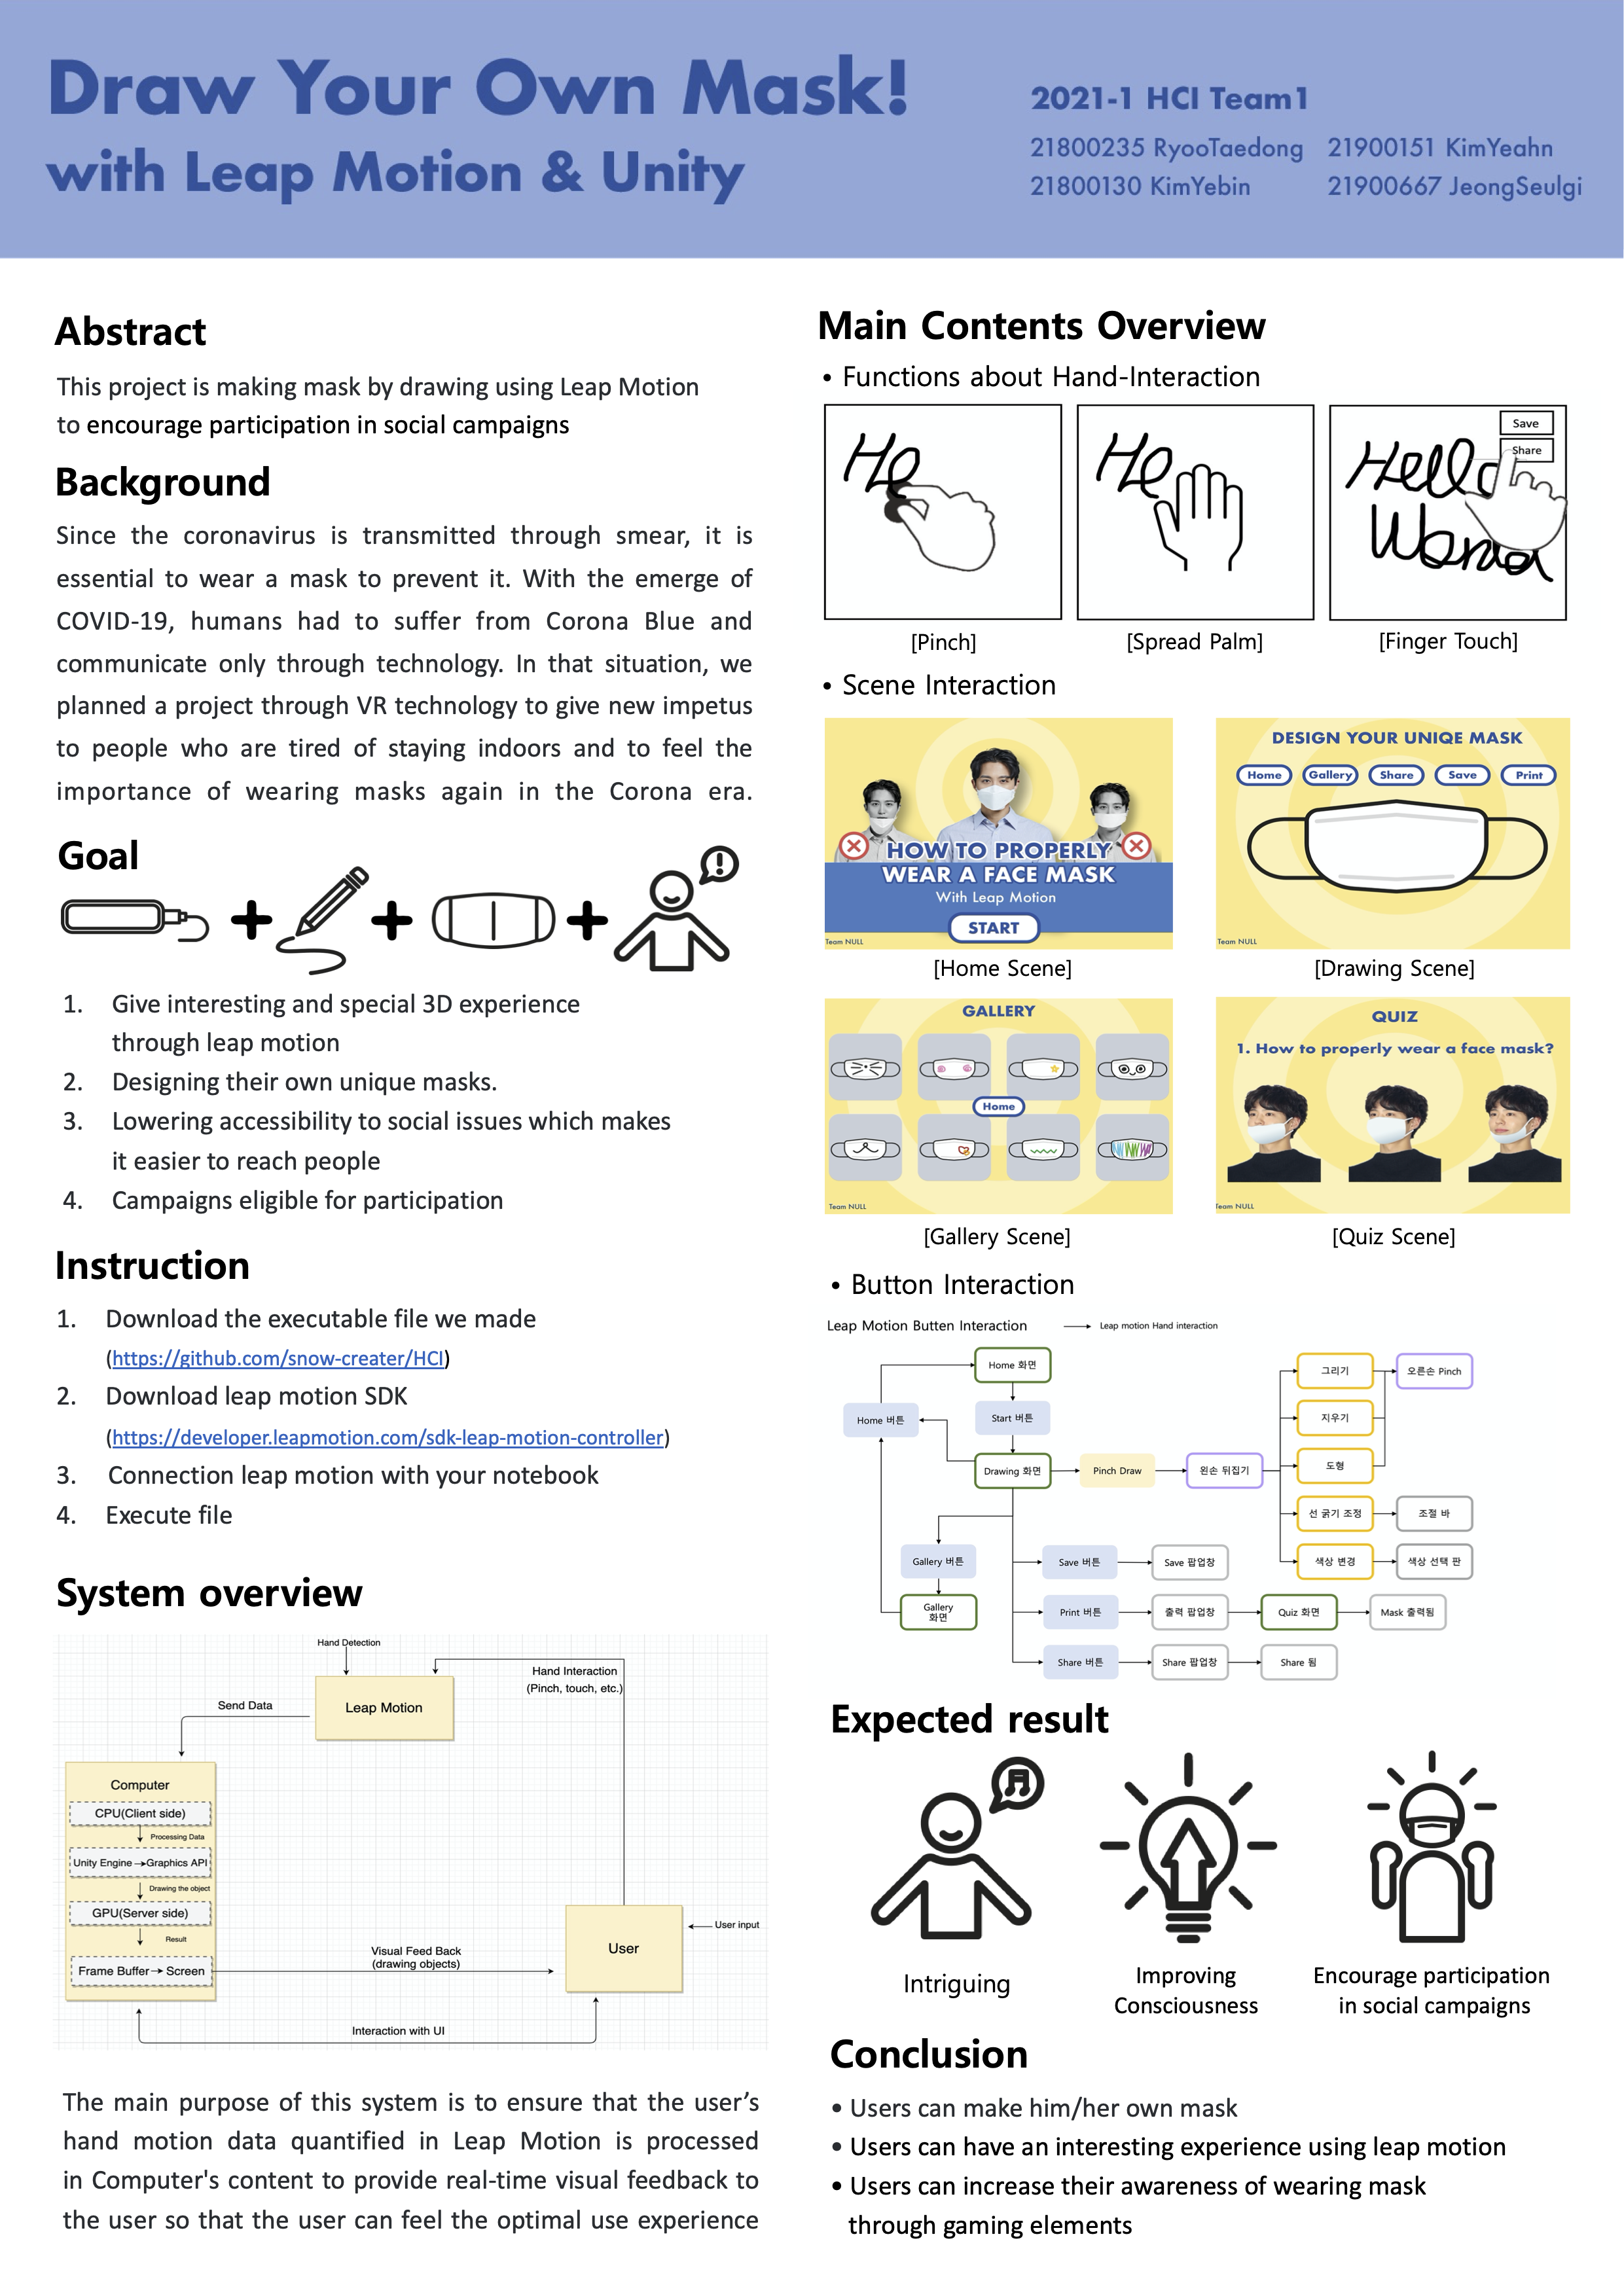 Draw Your Own Mask!
with Leap Motion & Unity
2021-1 HCI Team1
21800235 RyooTaedong 21900151 KimYeahn
21800130 KimYebin 21900667 JeongSeulgi
Abstract
This project is making mask by drawing using Leap Motion
to encourage participation in social campaigns
Background
Since the coronavirus is transmitted through smear, it is
essential to wear a mask to prevent it. With the emerge of
COVID-19, humans had to suffer from Corona Blue and
communicate only through technology. In that situation, we
planned a project through VR technology to give new impetus
to people who are tired of staying indoors and to feel the
importance of wearing masks again in the Corona era.
Goal
1. Give interesting and special 3D experience
through leap motion
2. Designing their own unique masks.
3. Lowering accessibility to social issues which makes
it easier to reach people
4. Campaigns eligible for participation
Instruction
1. Download the executable file we made
(https://github.com/snow-creater/HCI)
2. Download leap motion SDK
(https://developer.leapmotion.com/sdk-leap-motion-controller)
3. Connection leap motion with your notebook
4. Execute file
System overview
Hand Detection
Leap Motion
Hand Interaction
(Pinch, touch, etc.)
Send Data
Computer
CPU(Client side)
Processing Data
Unity Engine → Graphics API
Drawing the object
GPU(Server side)
Result
Frame Buffer → Screen
Visual Feed Back
(drawing objects)
User
User input
Interaction with UI
The main purpose of this system is to ensure that the user's
hand motion data quantified in Leap Motion is processed
in Computer's content to provide real-time visual feedback to
the user so that the user can feel the optimal use experience
Main Contents Overview
• Functions about Hand-Interaction
He
He
Hello
World
Save
Share
[Pinch] [Spread Palm] [Finger Touch]
• Scene Interaction
HOW TO PROPERLY
WEAR A FACE MASK
With Leap Motion
START
Team NULL
[Home Scene]
DESIGN YOUR UNIQE MASK
Home Gallery Share Save Print
Team NULL
[Drawing Scene]
GALLERY
Home
Team NULL
[Gallery Scene]
QUIZ
1. How to properly wear a face mask?
Team NULL
[Quiz Scene]
• Button Interaction
Leap Motion Butten Interaction
Leap motion Hand interaction
Home 화면
Home 버튼
Start 버튼
Drawing 화면
Pinch Draw
왼손 뒤집기
그리기
오른손 Pinch
지우기
도형
선 굵기 조정
조절 바
색상 변경
색상 선택 판
Gallery 버튼
Gallery
화면
Save 버튼
Save 팝업창
Print 버튼
출력 팝업창
Quiz 화면
Mask 출력됨
Share 버튼
Share 팝업창
Share 됨
Expected result
Intriguing
Improving
Consciousness
Encourage participation
in social campaigns
Conclusion
• Users can make him/her own mask
• Users can have an interesting experience using leap motion
• Users can increase their awareness of wearing mask
through gaming elements